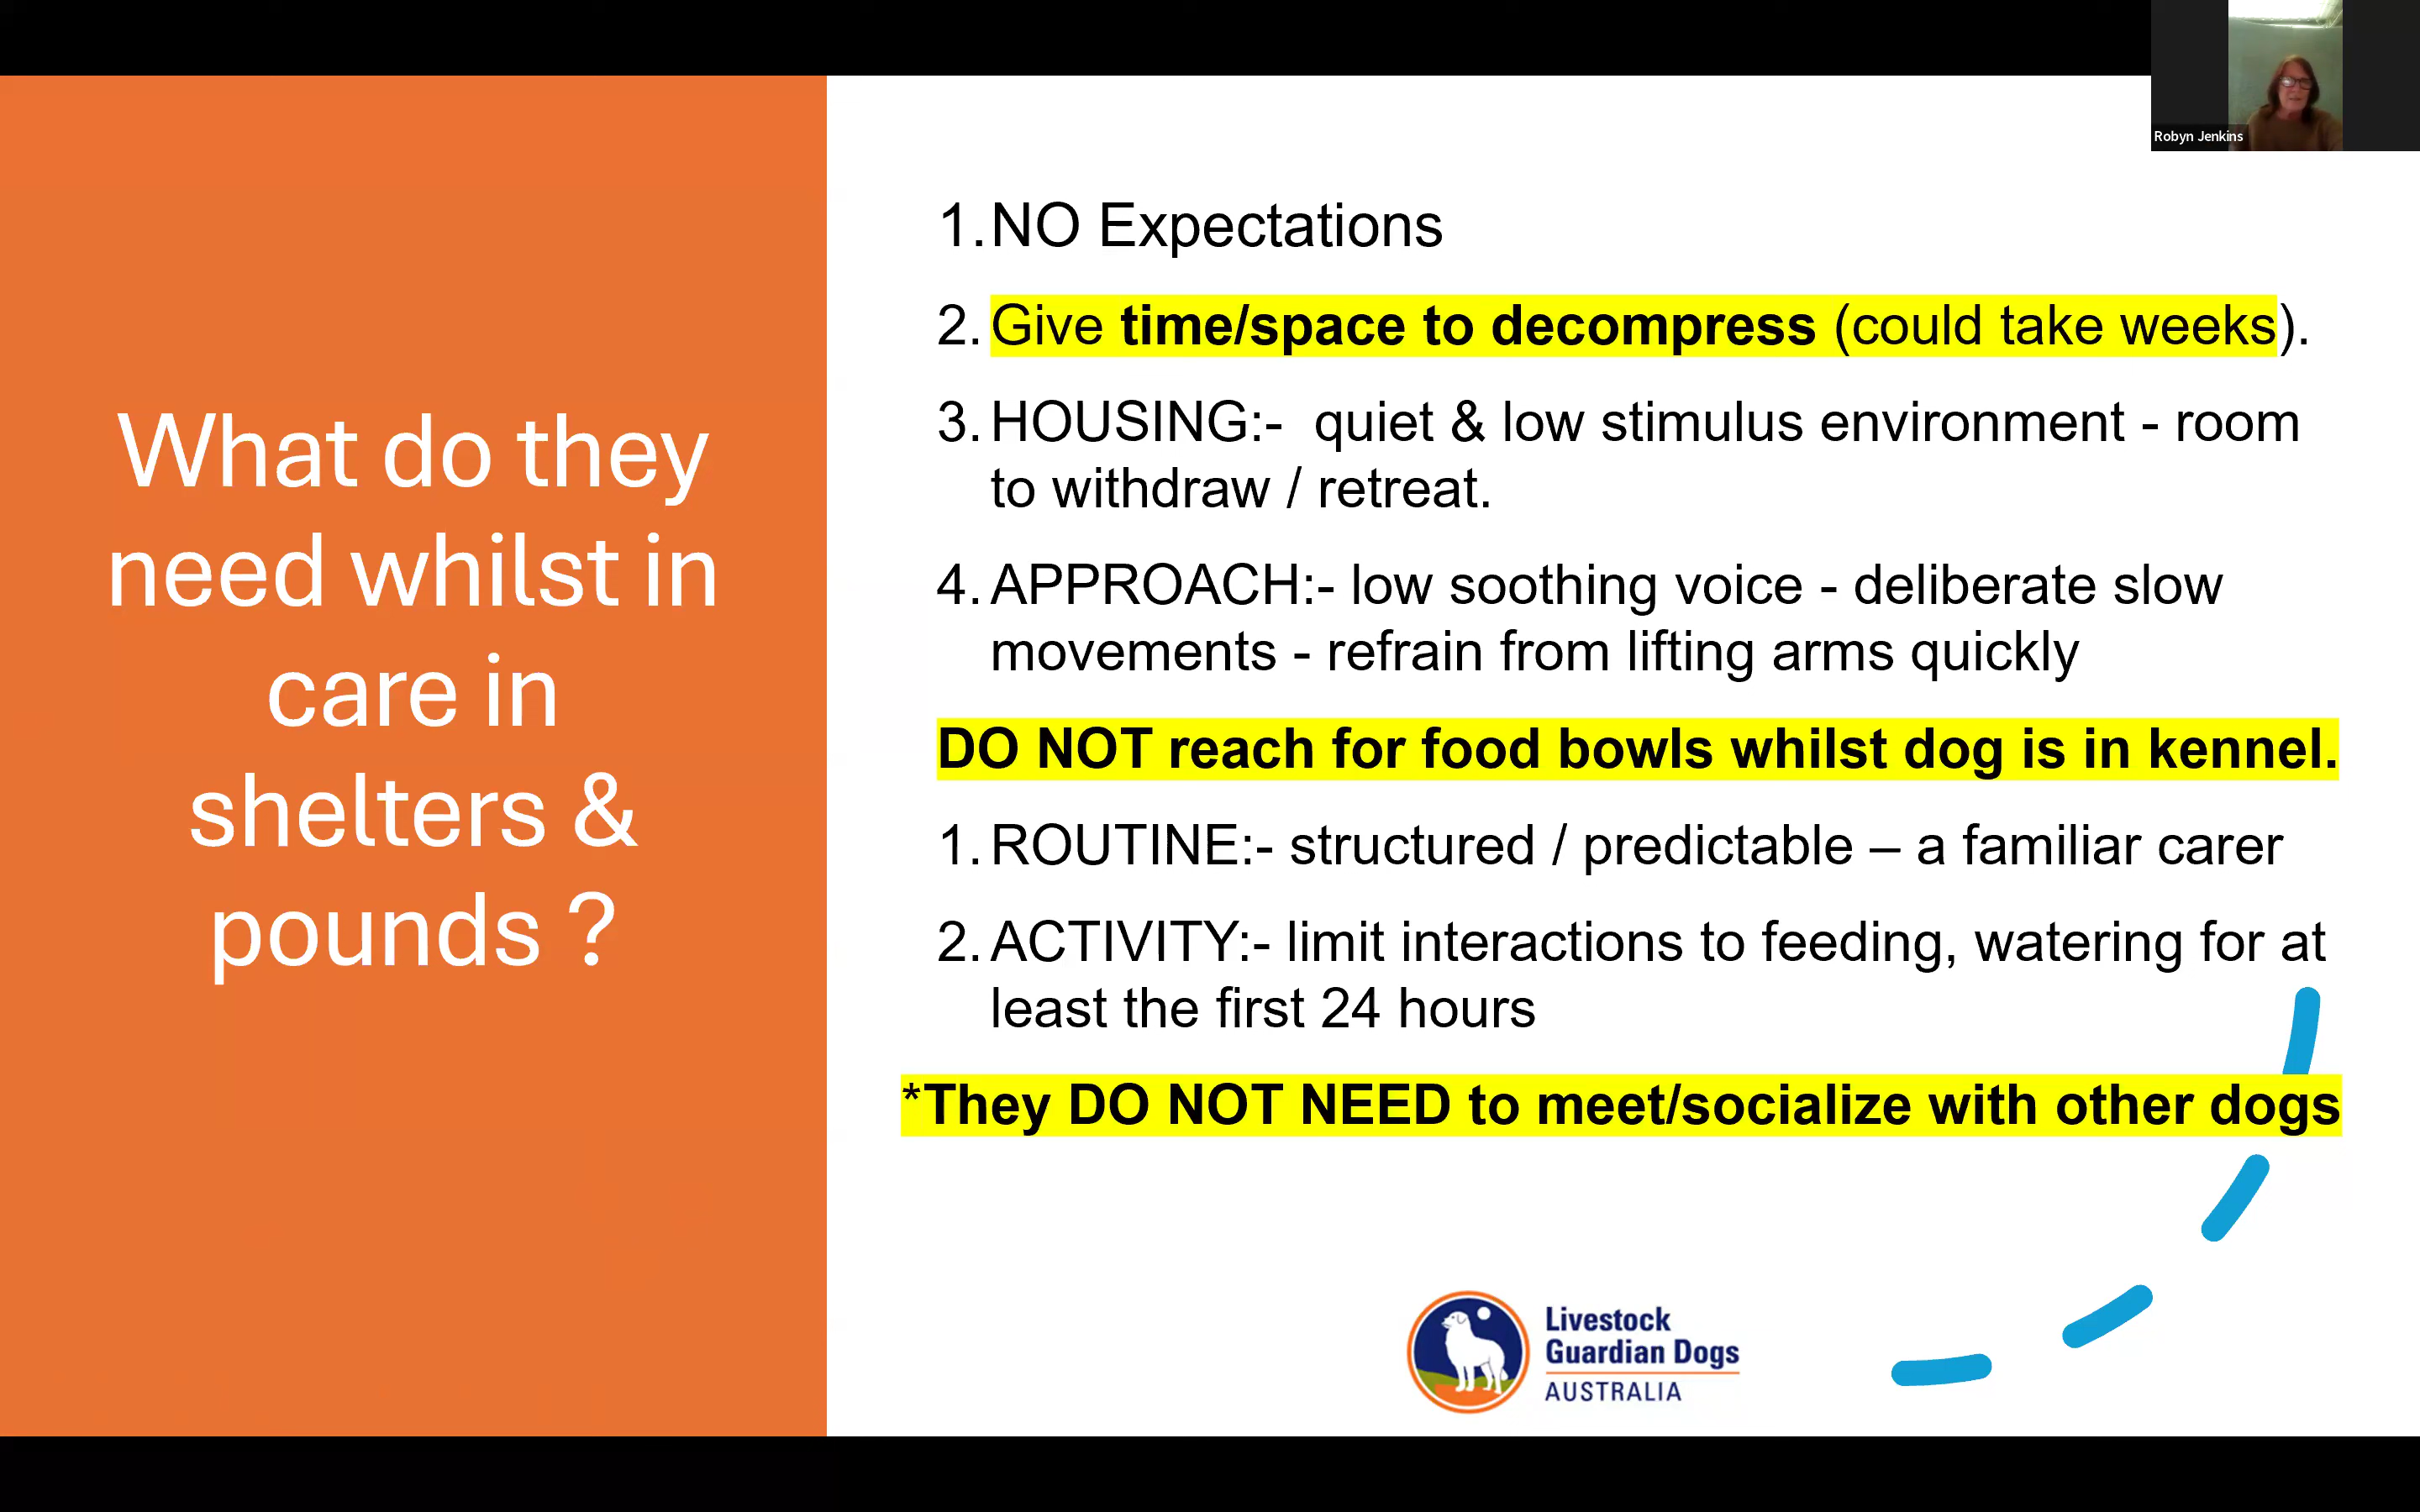 Robyn Jenkins
What do they
need whilst in
care in
shelters &
pounds ?
1. NO Expectations
2. Give time/space to decompress (could take weeks).
3. HOUSING:- quiet & low stimulus environment - room
to withdraw / retreat.
4. APPROACH:- low soothing voice - deliberate slow
movements - refrain from lifting arms quickly
DO NOT reach for food bowls whilst dog is in kennel.
1. ROUTINE:- structured / predictable – a familiar carer
2. ACTIVITY:- limit interactions to feeding, watering for at
least the first 24 hours
*They DO NOT NEED to meet/socialize with other dogs
Livestock
Guardian Dogs
AUSTRALIA